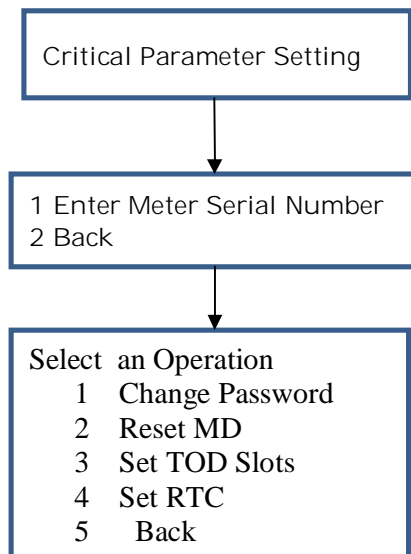 Critical Parameter Setting
1 Enter Meter Serial Number
2 Back
Select an Operation
1 Change Password
2 Reset MD
3 Set TOD Slots
4 Set RTC
5 Back